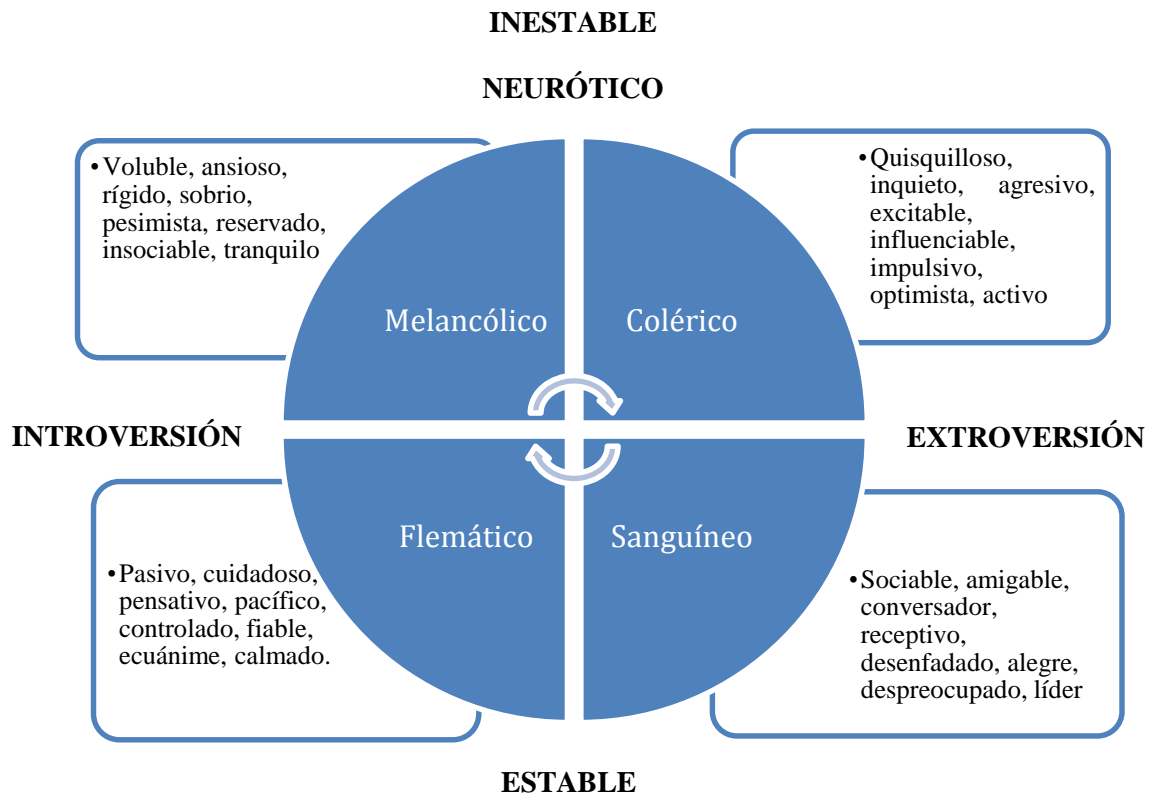 INESTABLE
NEURÓTICO
•Voluble, ansioso,
rígido, sobrio,
pesimista, reservado,
insociable, tranquilo
•Quisquilloso,
inquieto, agresivo,
excitable,
influenciable,
impulsivo,
optimista, activo
Melancólico
Colérico
INTROVERSIÓN
EXTROVERSIÓN
Flemático
Sanguíneo
•Pasivo, cuidadoso,
pensativo, pacífico,
controlado, fiable,
ecuánime, calmado.
•Sociable, amigable,
conversador,
receptivo,
desenfadado, alegre,
despreocupado, líder
ESTABLE